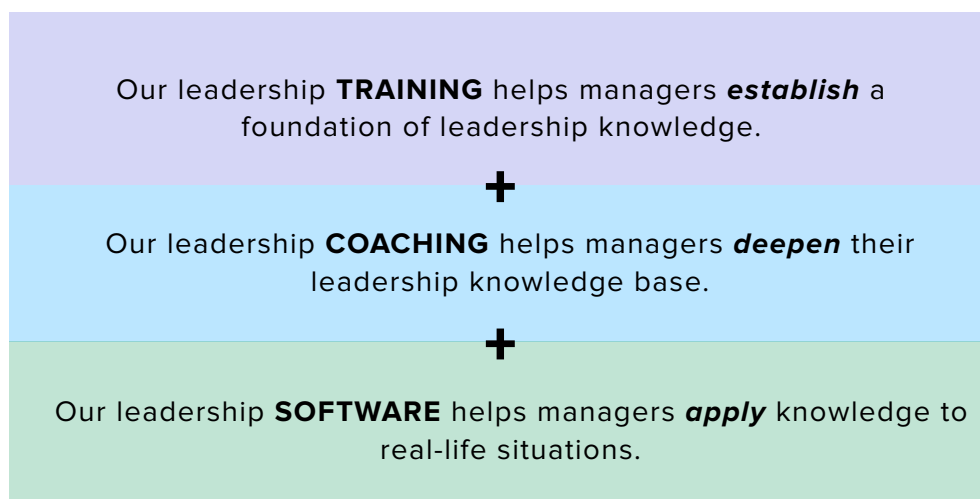 Our leadership TRAINING helps managers establish a
foundation of leadership knowledge.
+
Our leadership COACHING helps managers deepen their
leadership knowledge base.
+
Our leadership SOFTWARE helps managers apply knowledge to
real-life situations.